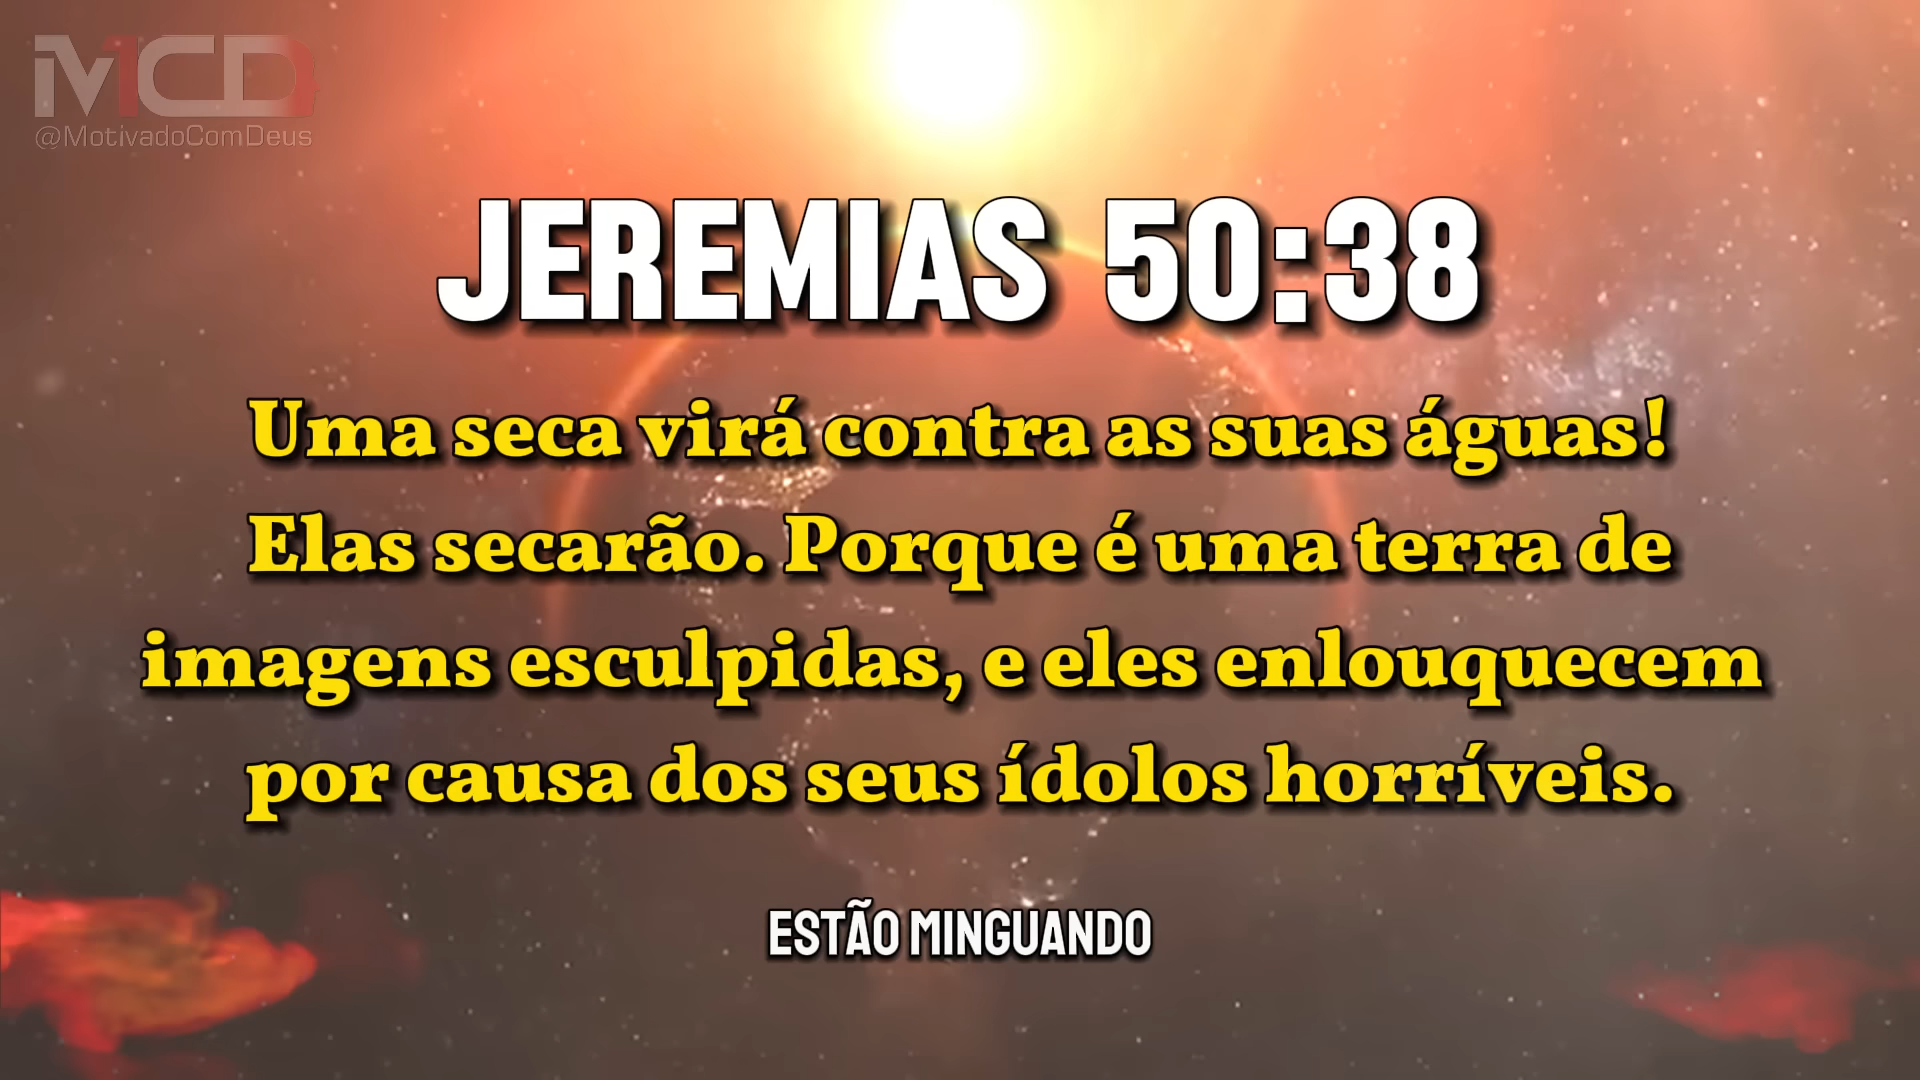 M1CD
@MotivadoComDeus
JEREMIAS 50:38
Uma seca virá contra as suas águas!
Elas secarão. Porque é uma terra de
imagens esculpidas, e eles enlouquecem
por causa dos seus ídolos horríveis.
ESTÃO MINGUANDO